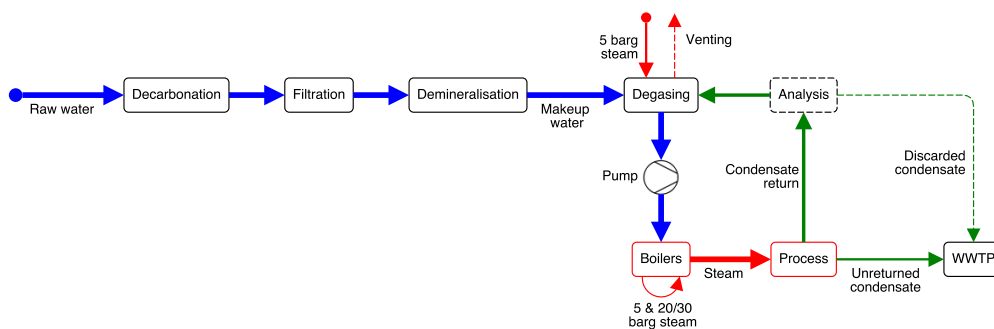 5 barg
steam
Venting
Raw water
Decarbonation
Filtration
Demineralisation
Makeup
water
Degasing
Analysis
Pump
Condensate
return
Discarded
condensate
Boilers
Steam
Process
Unreturned
condensate
WWTP
5 & 20/30
barg steam